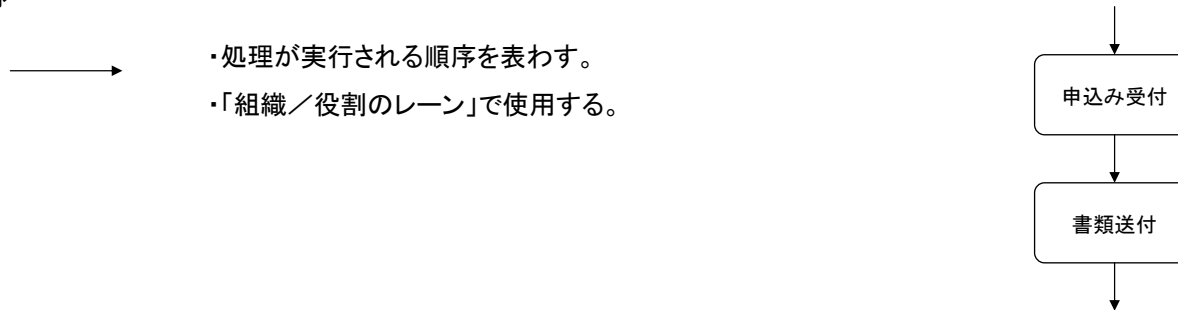 ・処理が実行される順序を表わす。
・「組織／役割のレーン」で使用する。
申込み受付
書類送付